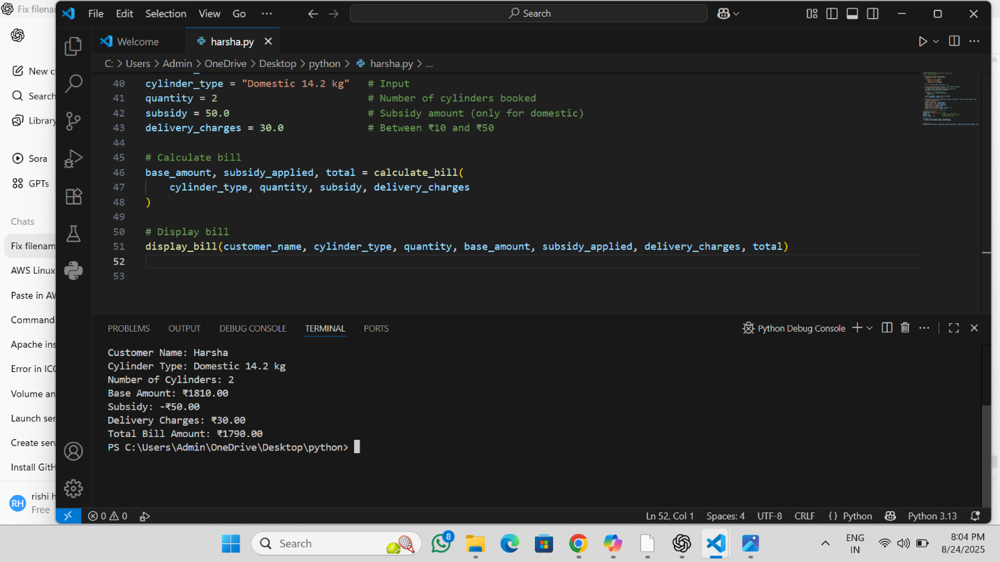 Fix filenam
File Edit Selection View Go ··· Search
Welcome harsha.py
C: > Users > Admin > OneDrive > Desktop > python > harsha.py > ...
New c
Search
Library
Sora
GPTs
Chats
Fix filenam
AWS Linux
Paste in AW
Command
Apache ins
Error in ICO
Volume an
Launch ser
Create serv
Install GitH
RH rishi h
Free
40 cylinder_type = "Domestic 14.2 kg" # Input
41 quantity = 2 # Number of cylinders booked
42 subsidy = 50.0 # Subsidy amount (only for domestic)
43 delivery_charges = 30.0 # Between ₹10 and ₹50
44
45 # Calculate bill
46 base_amount, subsidy_applied, total = calculate_bill(
47 cylinder_type, quantity, subsidy, delivery_charges
48 )
49
50 # Display bill
51 display_bill(customer_name, cylinder_type, quantity, base_amount, subsidy_applied, delivery_charges, total)
52
53
PROBLEMS OUTPUT DEBUG CONSOLE TERMINAL PORTS Python Debug Console
Customer Name: Harsha
Cylinder Type: Domestic 14.2 kg
Number of Cylinders: 2
Base Amount: ₹1810.00
Subsidy: -₹50.00
Delivery Charges: ₹30.00
Total Bill Amount: ₹1790.00
PS C:\Users\Admin\OneDrive\Desktop\python>
0 0 Ln 52, Col 1 Spaces: 4 UTF-8 CRLF {} Python Python 3.13
Search 8 ENG 8:04 PM
IN 8/24/2025